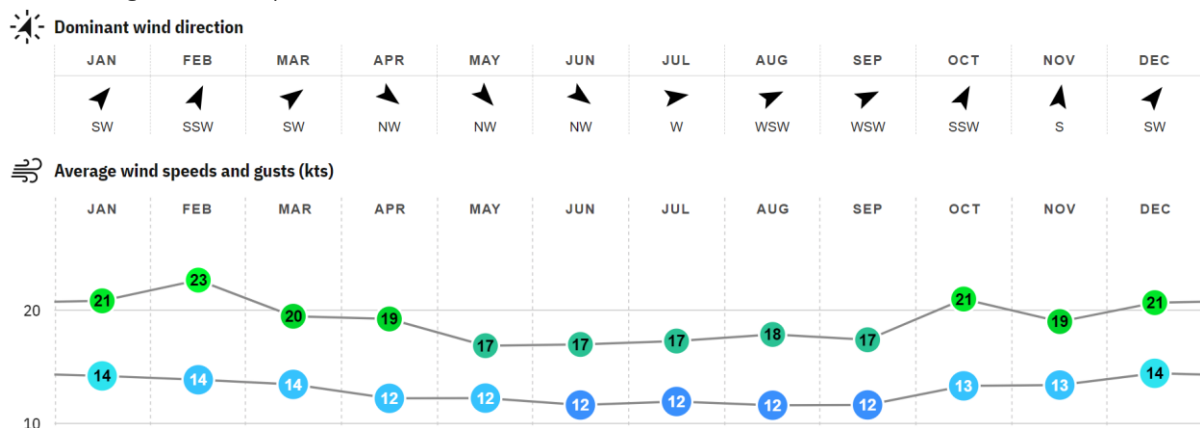 Dominant wind direction
JAN FEB MAR APR MAY JUN JUL AUG SEP OCT NOV DEC
SW SSW SW NW NW NW W WSW WSW SSW S SW
Average wind speeds and gusts (kts)
JAN FEB MAR APR MAY JUN JUL AUG SEP OCT NOV DEC
21 23 20 19 17 17 17 18 17 21 19 21
20
14 14 14 12 12 12 12 12 12 13 13 14
10